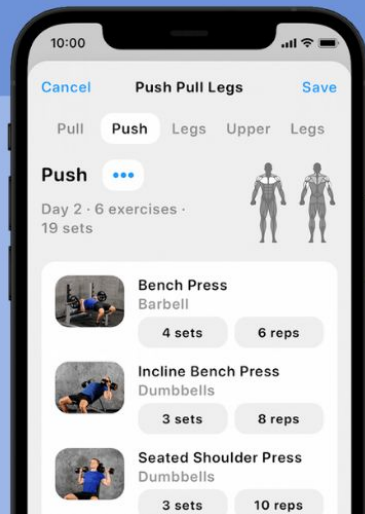 10:00
Cancel Push Pull Legs Save
Pull Push Legs Upper Legs
Push •••
Day 2 · 6 exercises ·
19 sets
Bench Press
Barbell
4 sets 6 reps
Incline Bench Press
Dumbbells
3 sets 8 reps
Seated Shoulder Press
Dumbbells
3 sets 10 reps